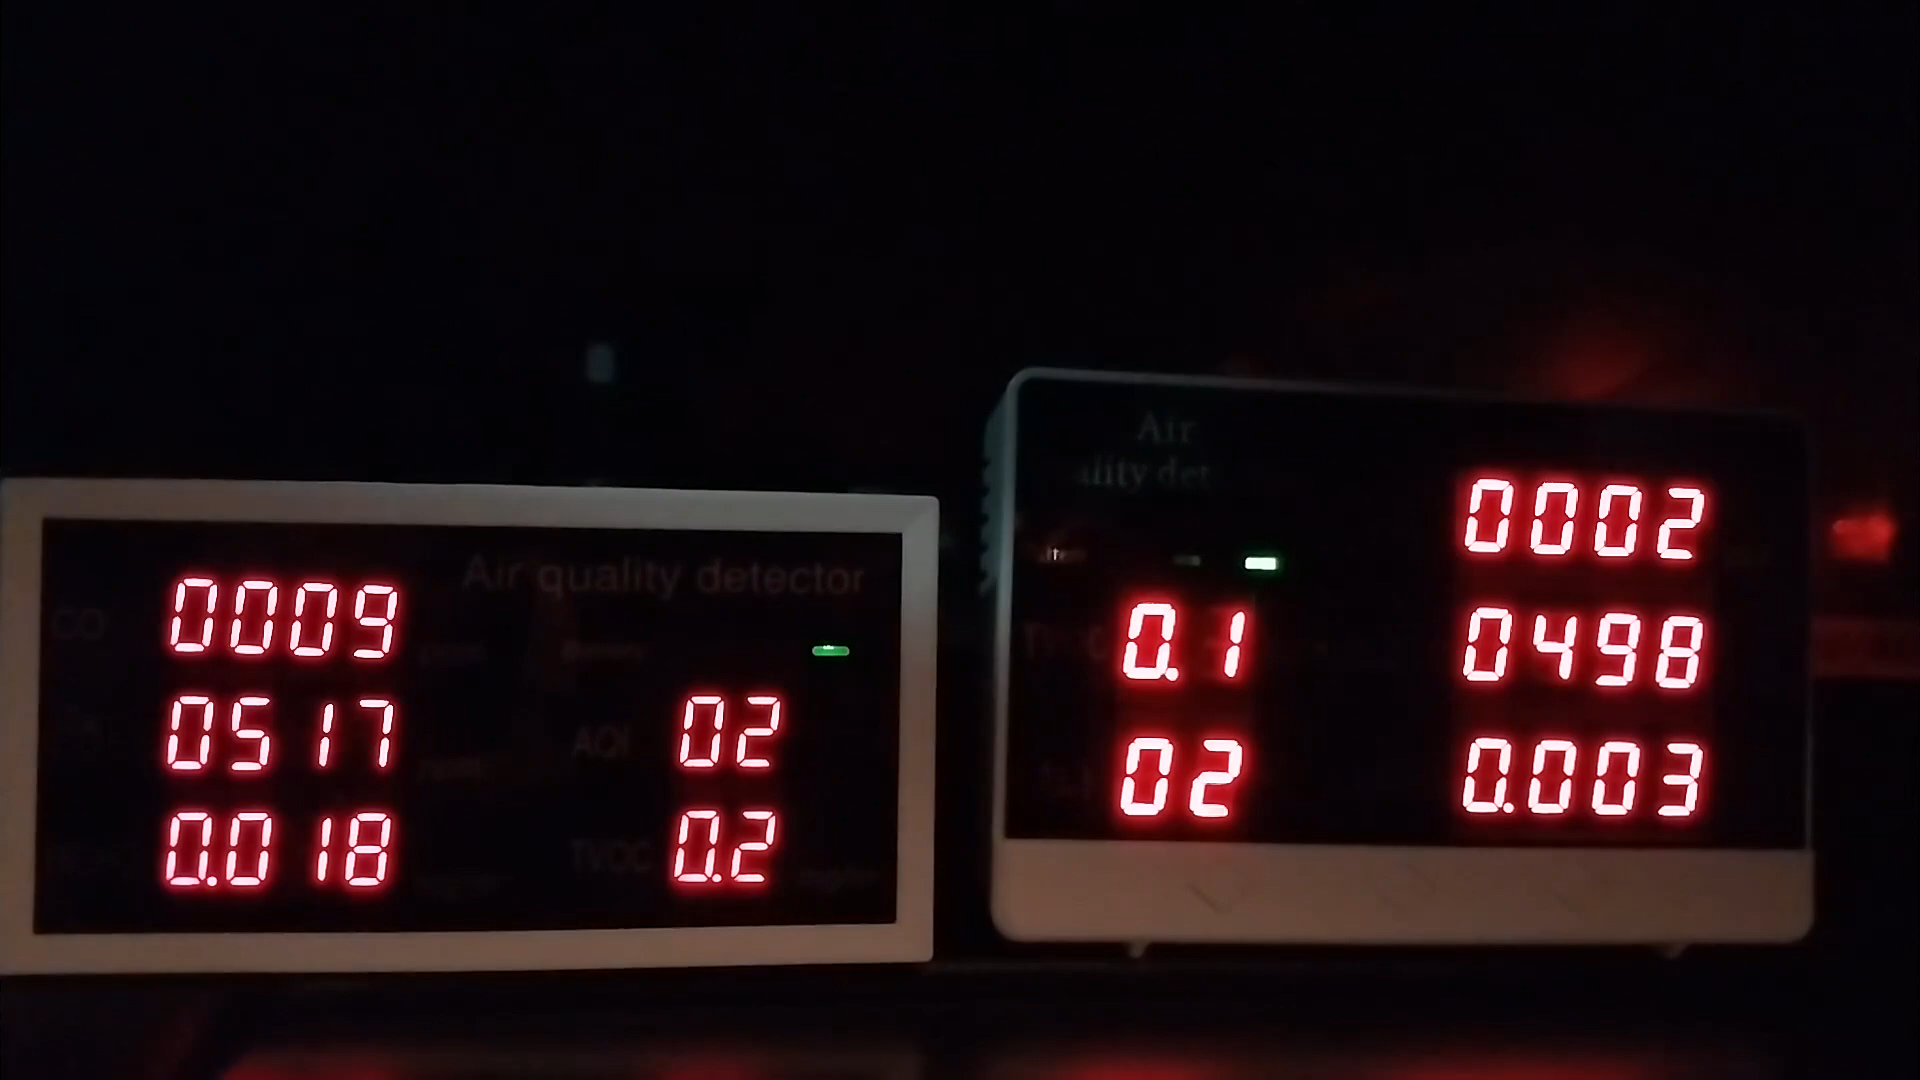 Air quality detector
CO
0009
0517
AQI
02
0.018
TVOC
0.2
Air
ality det
0002
0.1
0498
02
0.003